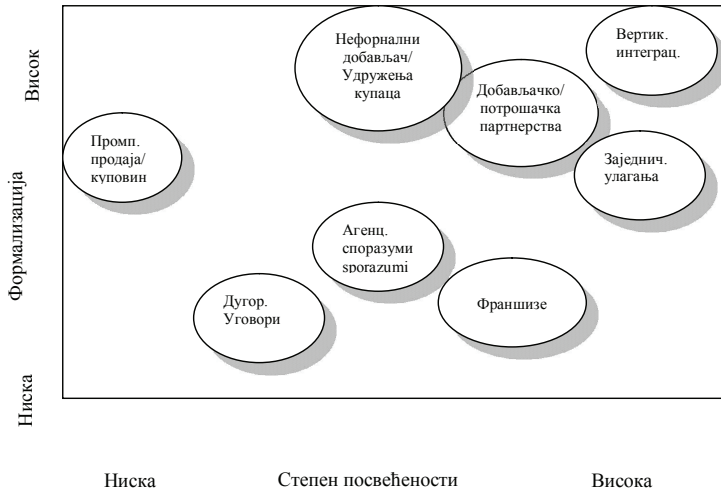 Нефорнални
добављач/
Удружења
купаца
Вертик.
интеграц.
Добављачко/
потрошачка
партнерства
Промп.
продаја/
куповин
Заједнич.
улагања
Агенц.
споразуми
sporazumi
Дугор.
Уговори
Франшизе
Висок
Формализација
Ниска
Ниска
Степен посвећености
Висока